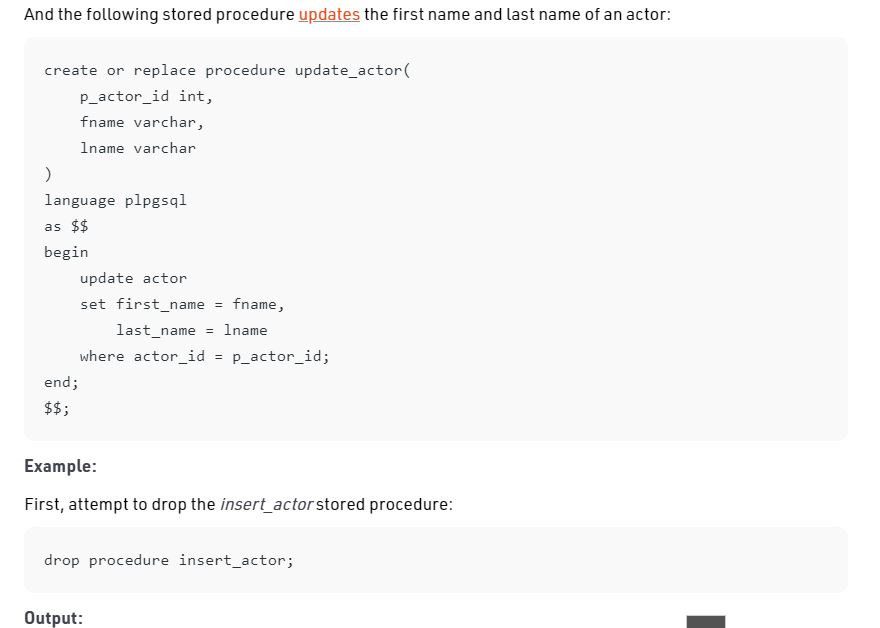 And the following stored procedure updates the first name and last name of an actor:
create or replace procedure update_actor(
    p_actor_id int,
    fname varchar,
    lname varchar
)
language plpgsql
as $$
begin
    update actor
    set first_name = fname,
        last_name = lname
    where actor_id = p_actor_id;
end;
$$;
Example:
First, attempt to drop the insert_actor stored procedure:
drop procedure insert_actor;
Output: